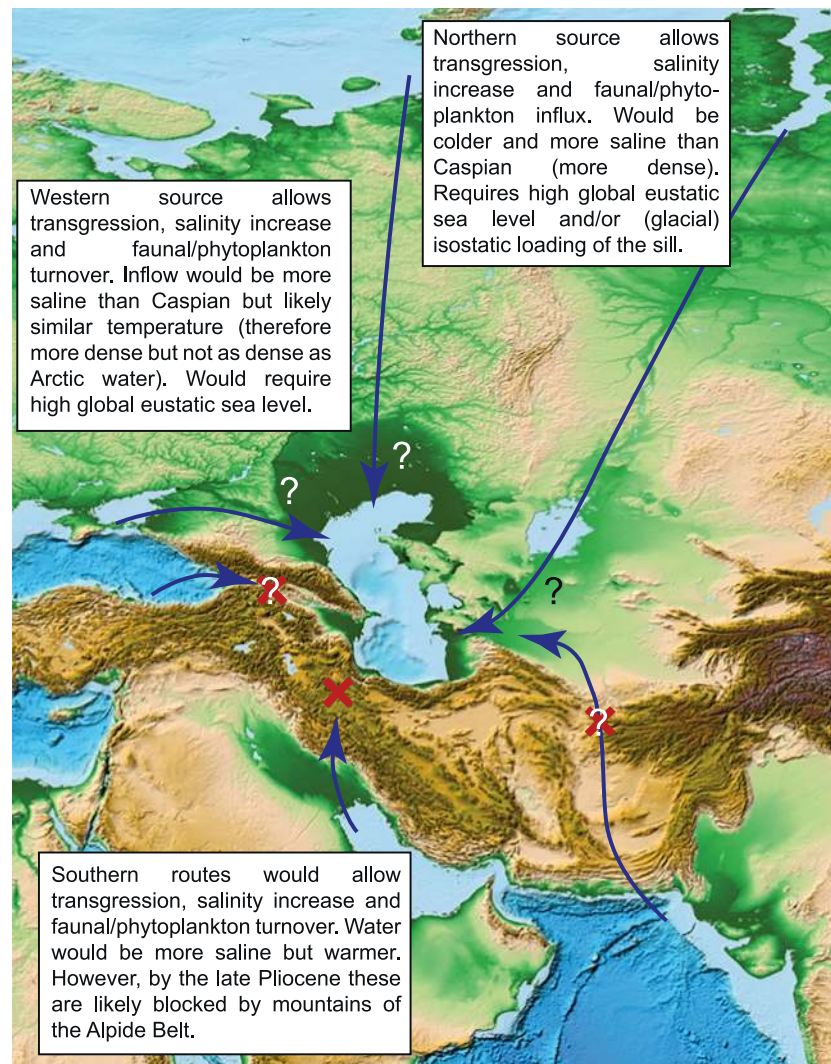 Northern source allows
transgression, salinity
increase and faunal/phyto-
plankton influx. Would be
colder and more saline than
Caspian (more dense).
Requires high global eustatic
sea level and/or (glacial)
isostatic loading of the sill.
Western source allows
transgression, salinity increase
and faunal/phytoplankton
turnover. Inflow would be more
saline than Caspian but likely
similar temperature (therefore
more dense but not as dense as
Arctic water). Would require
high global eustatic sea level.
?
?
?
?
?
Southern routes would allow
transgression, salinity increase and
faunal/phytoplankton turnover. Water
would be more saline but warmer.
However, by the late Pliocene these
are likely blocked by mountains of
the Alpide Belt.